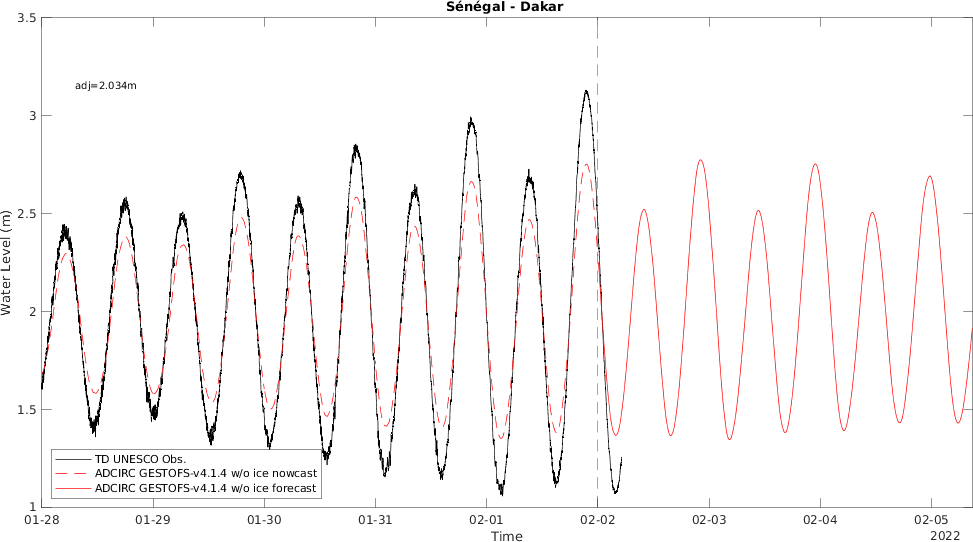 Sénégal - Dakar
3.5
3
2.5
2
1.5
1
Water Level (m)
adj=2.034m
TD UNESCO Obs.
ADCIRC GESTOFS-v4.1.4 w/o ice nowcast
ADCIRC GESTOFS-v4.1.4 w/o ice forecast
01-28 01-29 01-30 01-31 02-01 02-02 02-03 02-04 02-05
Time
2022